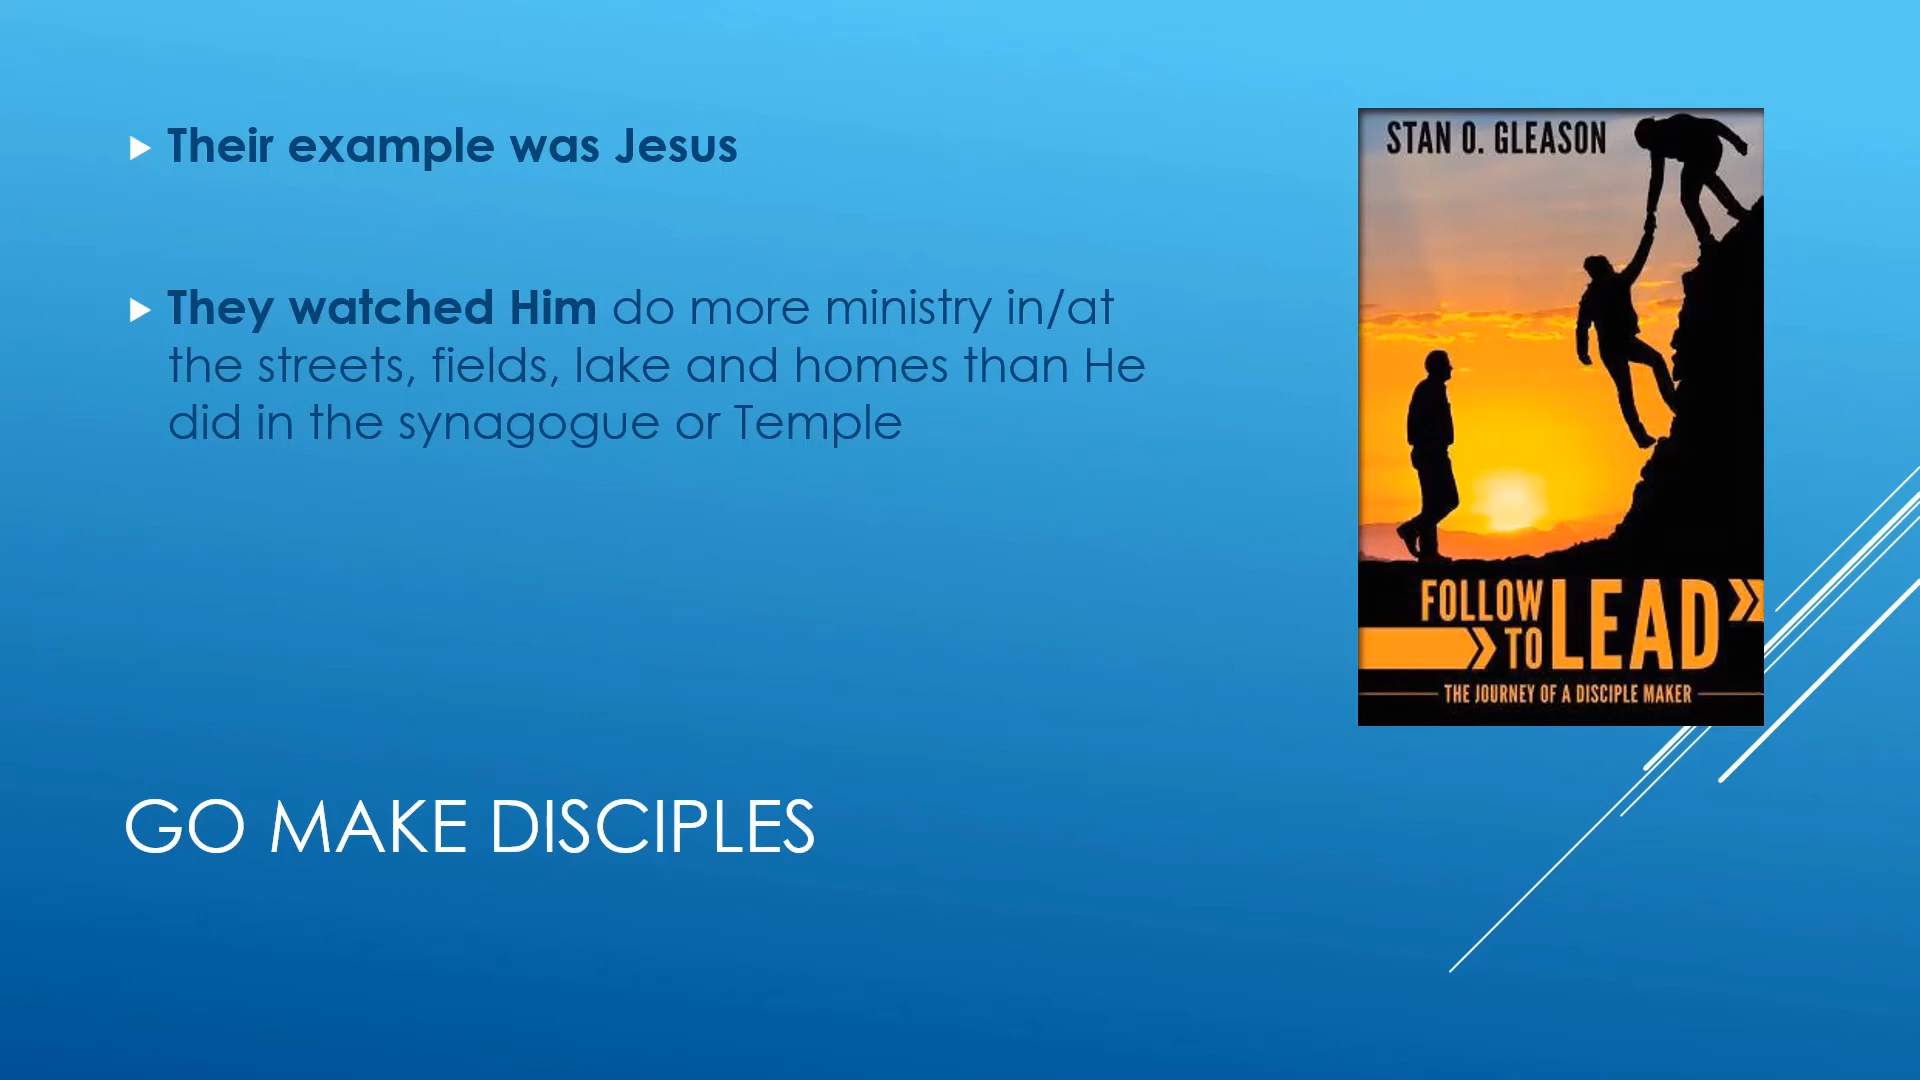 Their example was Jesus
They watched Him do more ministry in/at
the streets, fields, lake and homes than He
did in the synagogue or Temple
GO MAKE DISCIPLES
STAN O. GLEASON
FOLLOW
TO LEAD
THE JOURNEY OF A DISCIPLE MAKER